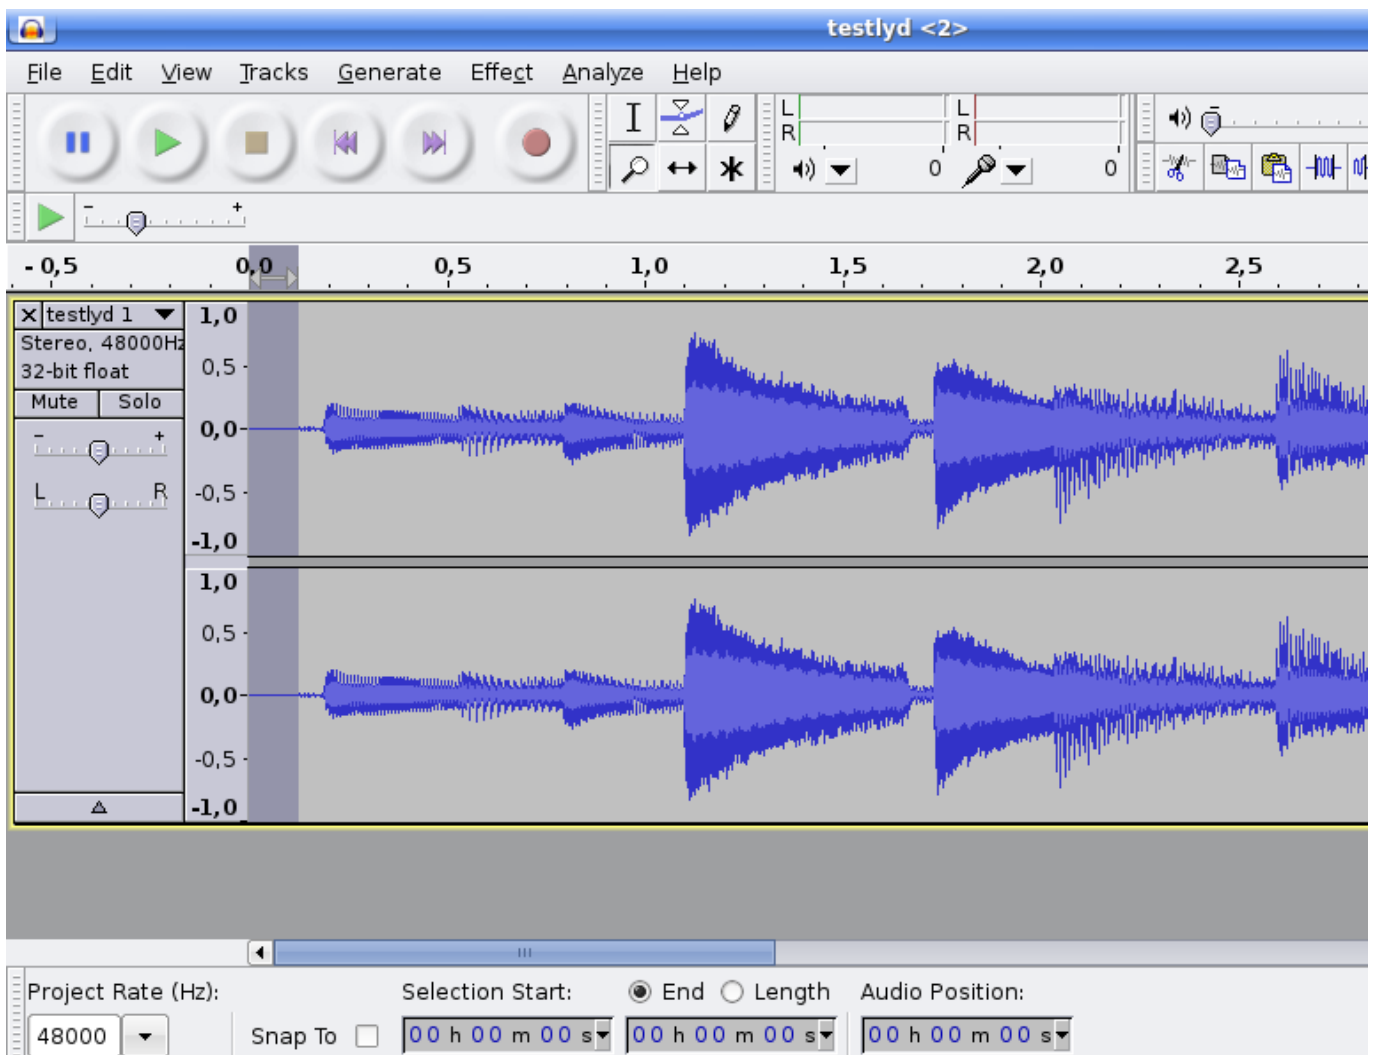 testlyd <2>
File Edit View Tracks Generate Effect Analyze Help
L L
R R
0 0
- +
- 0,5 0,0 0,5 1,0 1,5 2,0 2,5
testlyd 1
Stereo, 48000Hz
32-bit float
Mute Solo
- +
L R
1,0
0,5
0,0
-0,5
-1,0
1,0
0,5
0,0
-0,5
-1,0
Project Rate (Hz): Selection Start: End Length Audio Position:
48000 Snap To 00 h 00 m 00 s 00 h 00 m 00 s 00 h 00 m 00 s